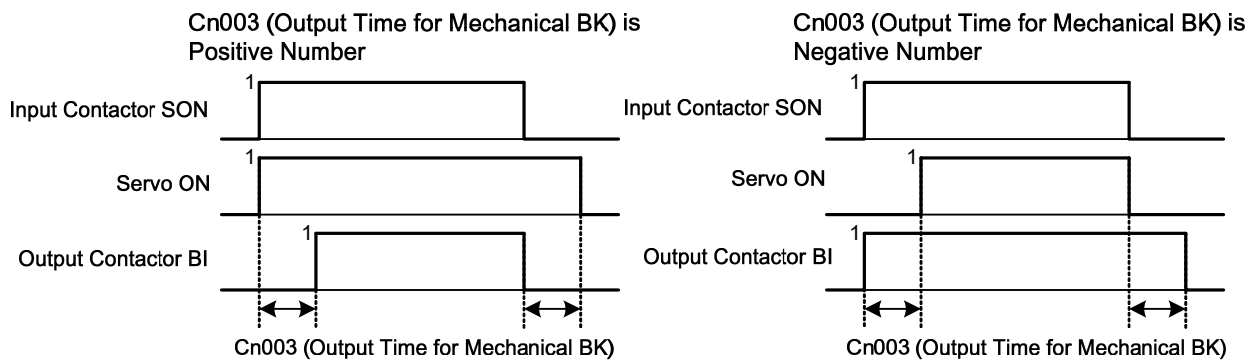 Cn003 (Output Time for Mechanical BK) is
Positive Number
1
Input Contactor SON
1
Servo ON
1
Output Contactor BI
Cn003 (Output Time for Mechanical BK)
Cn003 (Output Time for Mechanical BK) is
Negative Number
1
Input Contactor SON
1
Servo ON
1
Output Contactor BI
Cn003 (Output Time for Mechanical BK)